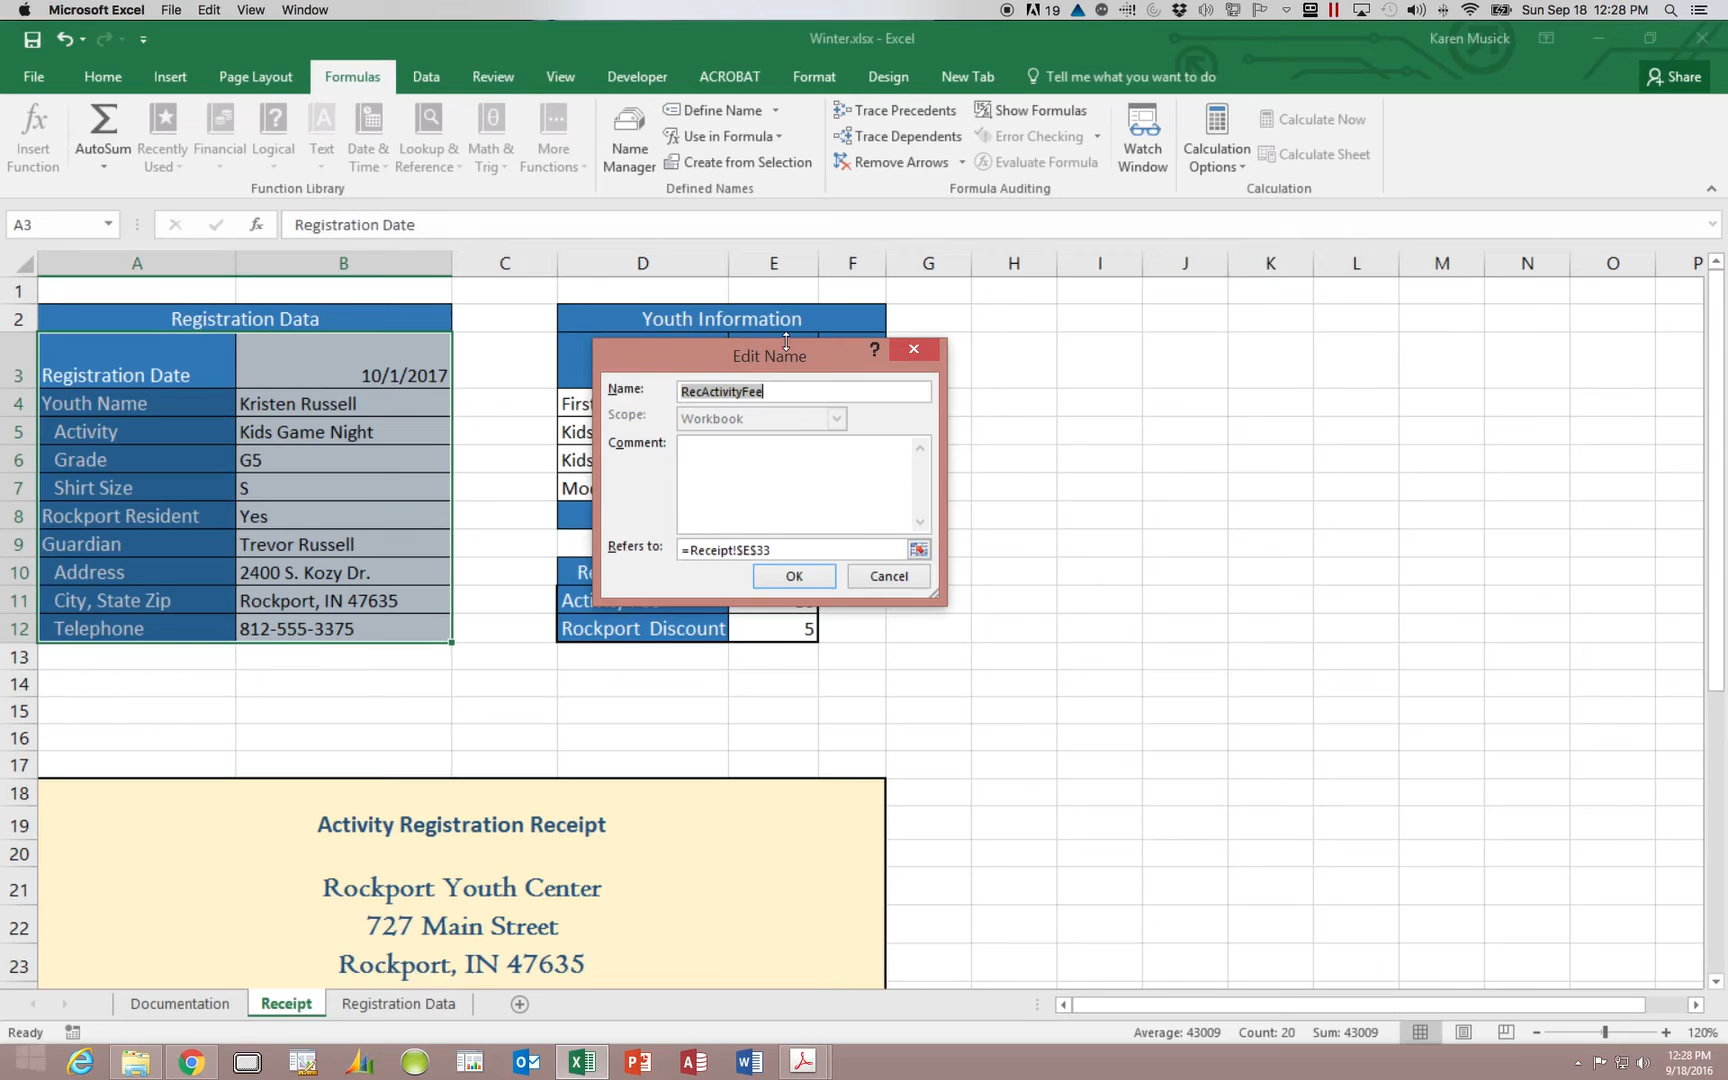 Microsoft Excel File Edit View Window 19 Sun Sep 18 12:28 PM
Winter.xlsx - Excel Karen Musick
File Home Insert Page Layout Formulas Data Review View Developer ACROBAT Format Design New Tab Tell me what you want to do Share
Insert Function
AutoSum
Recently Used
Financial
Logical
Text
Date & Time
Lookup & Reference
Math & Trig
More Functions
Function Library
Name Manager
Define Name
Use in Formula
Create from Selection
Defined Names
Trace Precedents
Trace Dependents
Remove Arrows
Show Formulas
Error Checking
Evaluate Formula
Formula Auditing
Watch Window
Calculation Options
Calculate Now
Calculate Sheet
Calculation
A3 fx Registration Date
A B C D E F G H I J K L M N O P
1
2 Registration Data Youth Information
3 Registration Date 10/1/2017
4 Youth Name Kristen Russell
5 Activity Kids Game Night Kids
6 Grade G5 Kids
7 Shirt Size S
8 Rockport Resident Yes
9 Guardian Trevor Russell
10 Address 2400 S. Kozy Dr.
11 City, State Zip Rockport, IN 47635
12 Telephone 812-555-3375 Rockport Discount 5
13
14
15
16
17
18
19 Activity Registration Receipt
20
21 Rockport Youth Center
22 727 Main Street
23 Rockport, IN 47635
Edit Name ?
Name: RecActivityFee
Scope: Workbook
Comment:
Refers to: =Receipt!$E$33
OK Cancel
Documentation Receipt Registration Data
Ready Average: 43009 Count: 20 Sum: 43009 120%
12:28 PM
9/18/2016